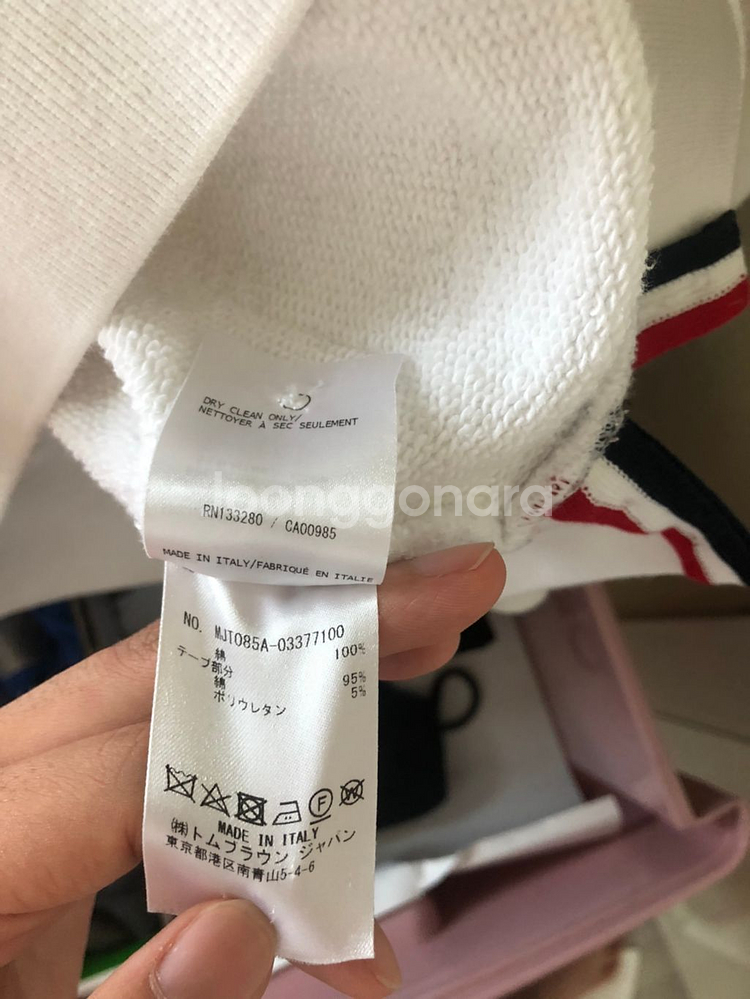 DRY CLEAN ONLY/
NETTOYER À SEC SEULEMENT
RN133280 / CA00985
MADE IN ITALY/FABRIQUÉ EN ITALIE
NO. MJT085A-03377100
綿 100%
テープ部分
綿 95%
ポリウレタン 5%
F W
MADE IN ITALY
(株)トムブラウン ジャパン
東京都港区南青山5-4-6
joonggonara